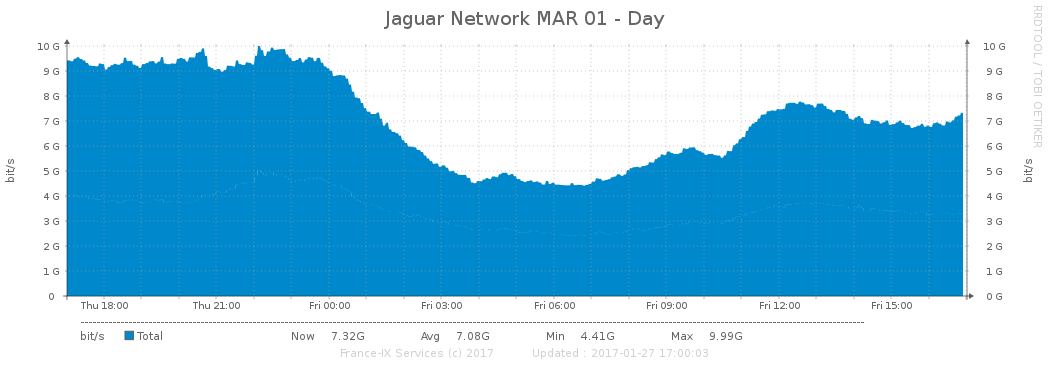 Jaguar Network MAR 01 - Day
RRDTOOL / TOBI OETIKER
bit/s
bit/s
10 G 10 G
9 G 9 G
8 G 8 G
7 G 7 G
6 G 6 G
5 G 5 G
4 G 4 G
3 G 3 G
2 G 2 G
1 G 1 G
0 0 G
Thu 18:00 Thu 21:00 Fri 00:00 Fri 03:00 Fri 06:00 Fri 09:00 Fri 12:00 Fri 15:00
bit/s Total Now 7.32G Avg 7.08G Min 4.41G Max 9.99G
France-IX Services (c) 2017 Updated : 2017-01-27 17:00:03